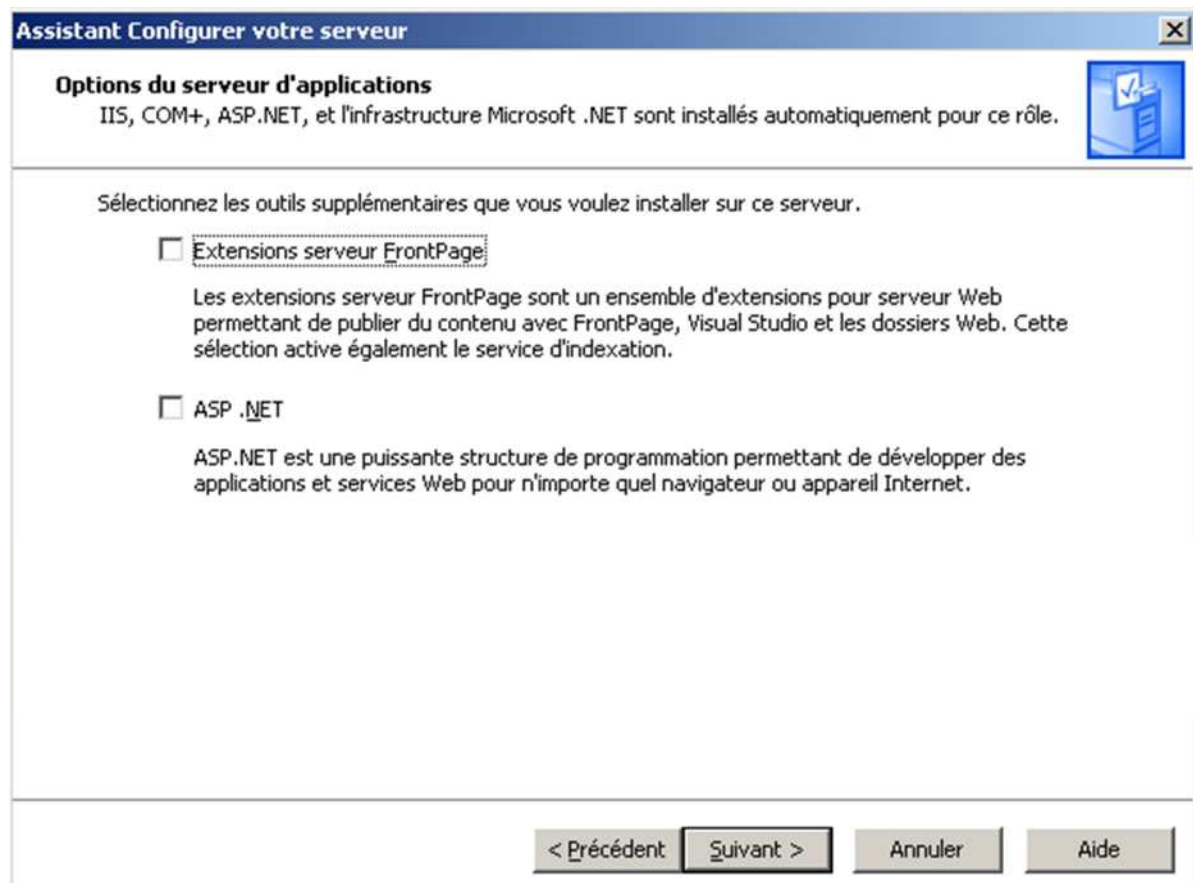 Assistant Configurer votre serveur
Options du serveur d'applications
IIS, COM+, ASP.NET, et l'infrastructure Microsoft .NET sont installés automatiquement pour ce rôle.
Sélectionnez les outils supplémentaires que vous voulez installer sur ce serveur.
Extensions serveur FrontPage
Les extensions serveur FrontPage sont un ensemble d'extensions pour serveur Web
permettant de publier du contenu avec FrontPage, Visual Studio et les dossiers Web. Cette
sélection active également le service d'indexation.
ASP .NET
ASP.NET est une puissante structure de programmation permettant de développer des
applications et services Web pour n'importe quel navigateur ou appareil Internet.
< Précédent Suivant > Annuler Aide